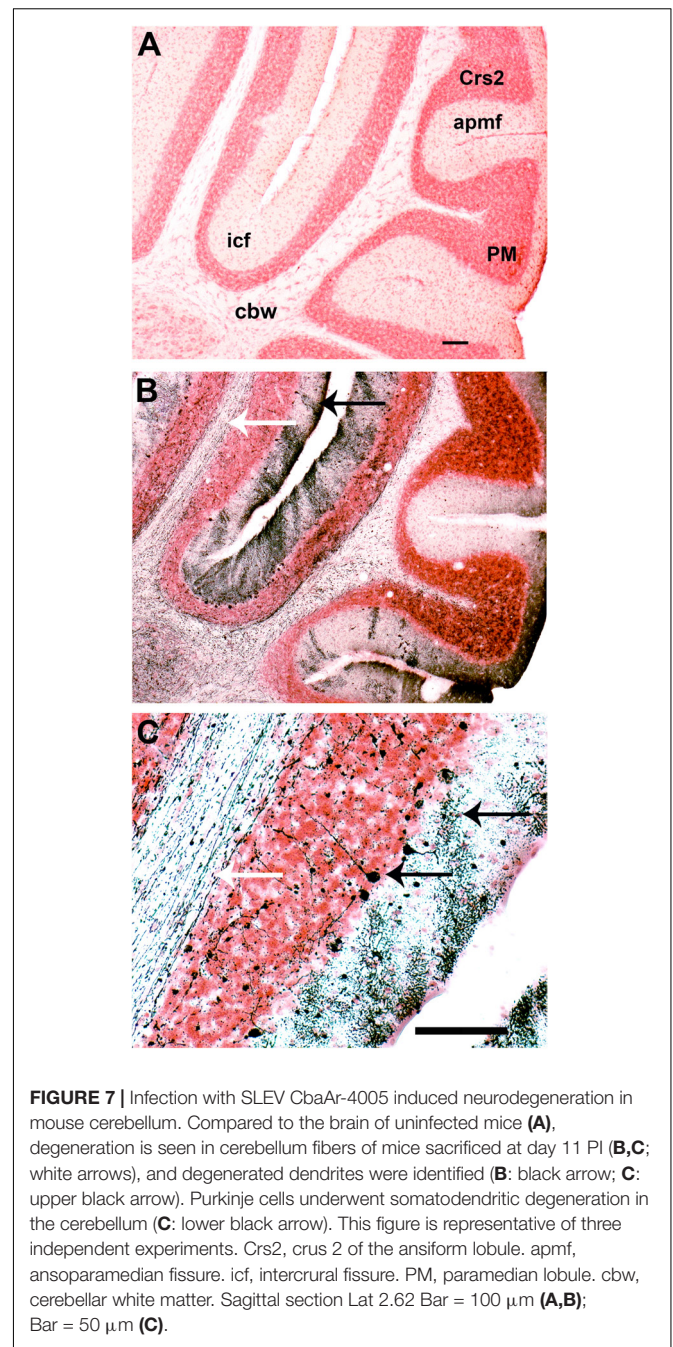 A
Crs2
apmf
icf
PM
cbw
B
C
FIGURE 7 | Infection with SLEV CbaAr-4005 induced neurodegeneration in
mouse cerebellum. Compared to the brain of uninfected mice (A),
degeneration is seen in cerebellum fibers of mice sacrificed at day 11 PI (B,C;
white arrows), and degenerated dendrites were identified (B: black arrow; C:
upper black arrow). Purkinje cells underwent somatodendritic degeneration in
the cerebellum (C: lower black arrow). This figure is representative of three
independent experiments. Crs2, crus 2 of the ansiform lobule. apmf,
ansoparamedian fissure. icf, intercrural fissure. PM, paramedian lobule. cbw,
cerebellar white matter. Sagittal section Lat 2.62 Bar = 100 μm (A,B);
Bar = 50 μm (C).